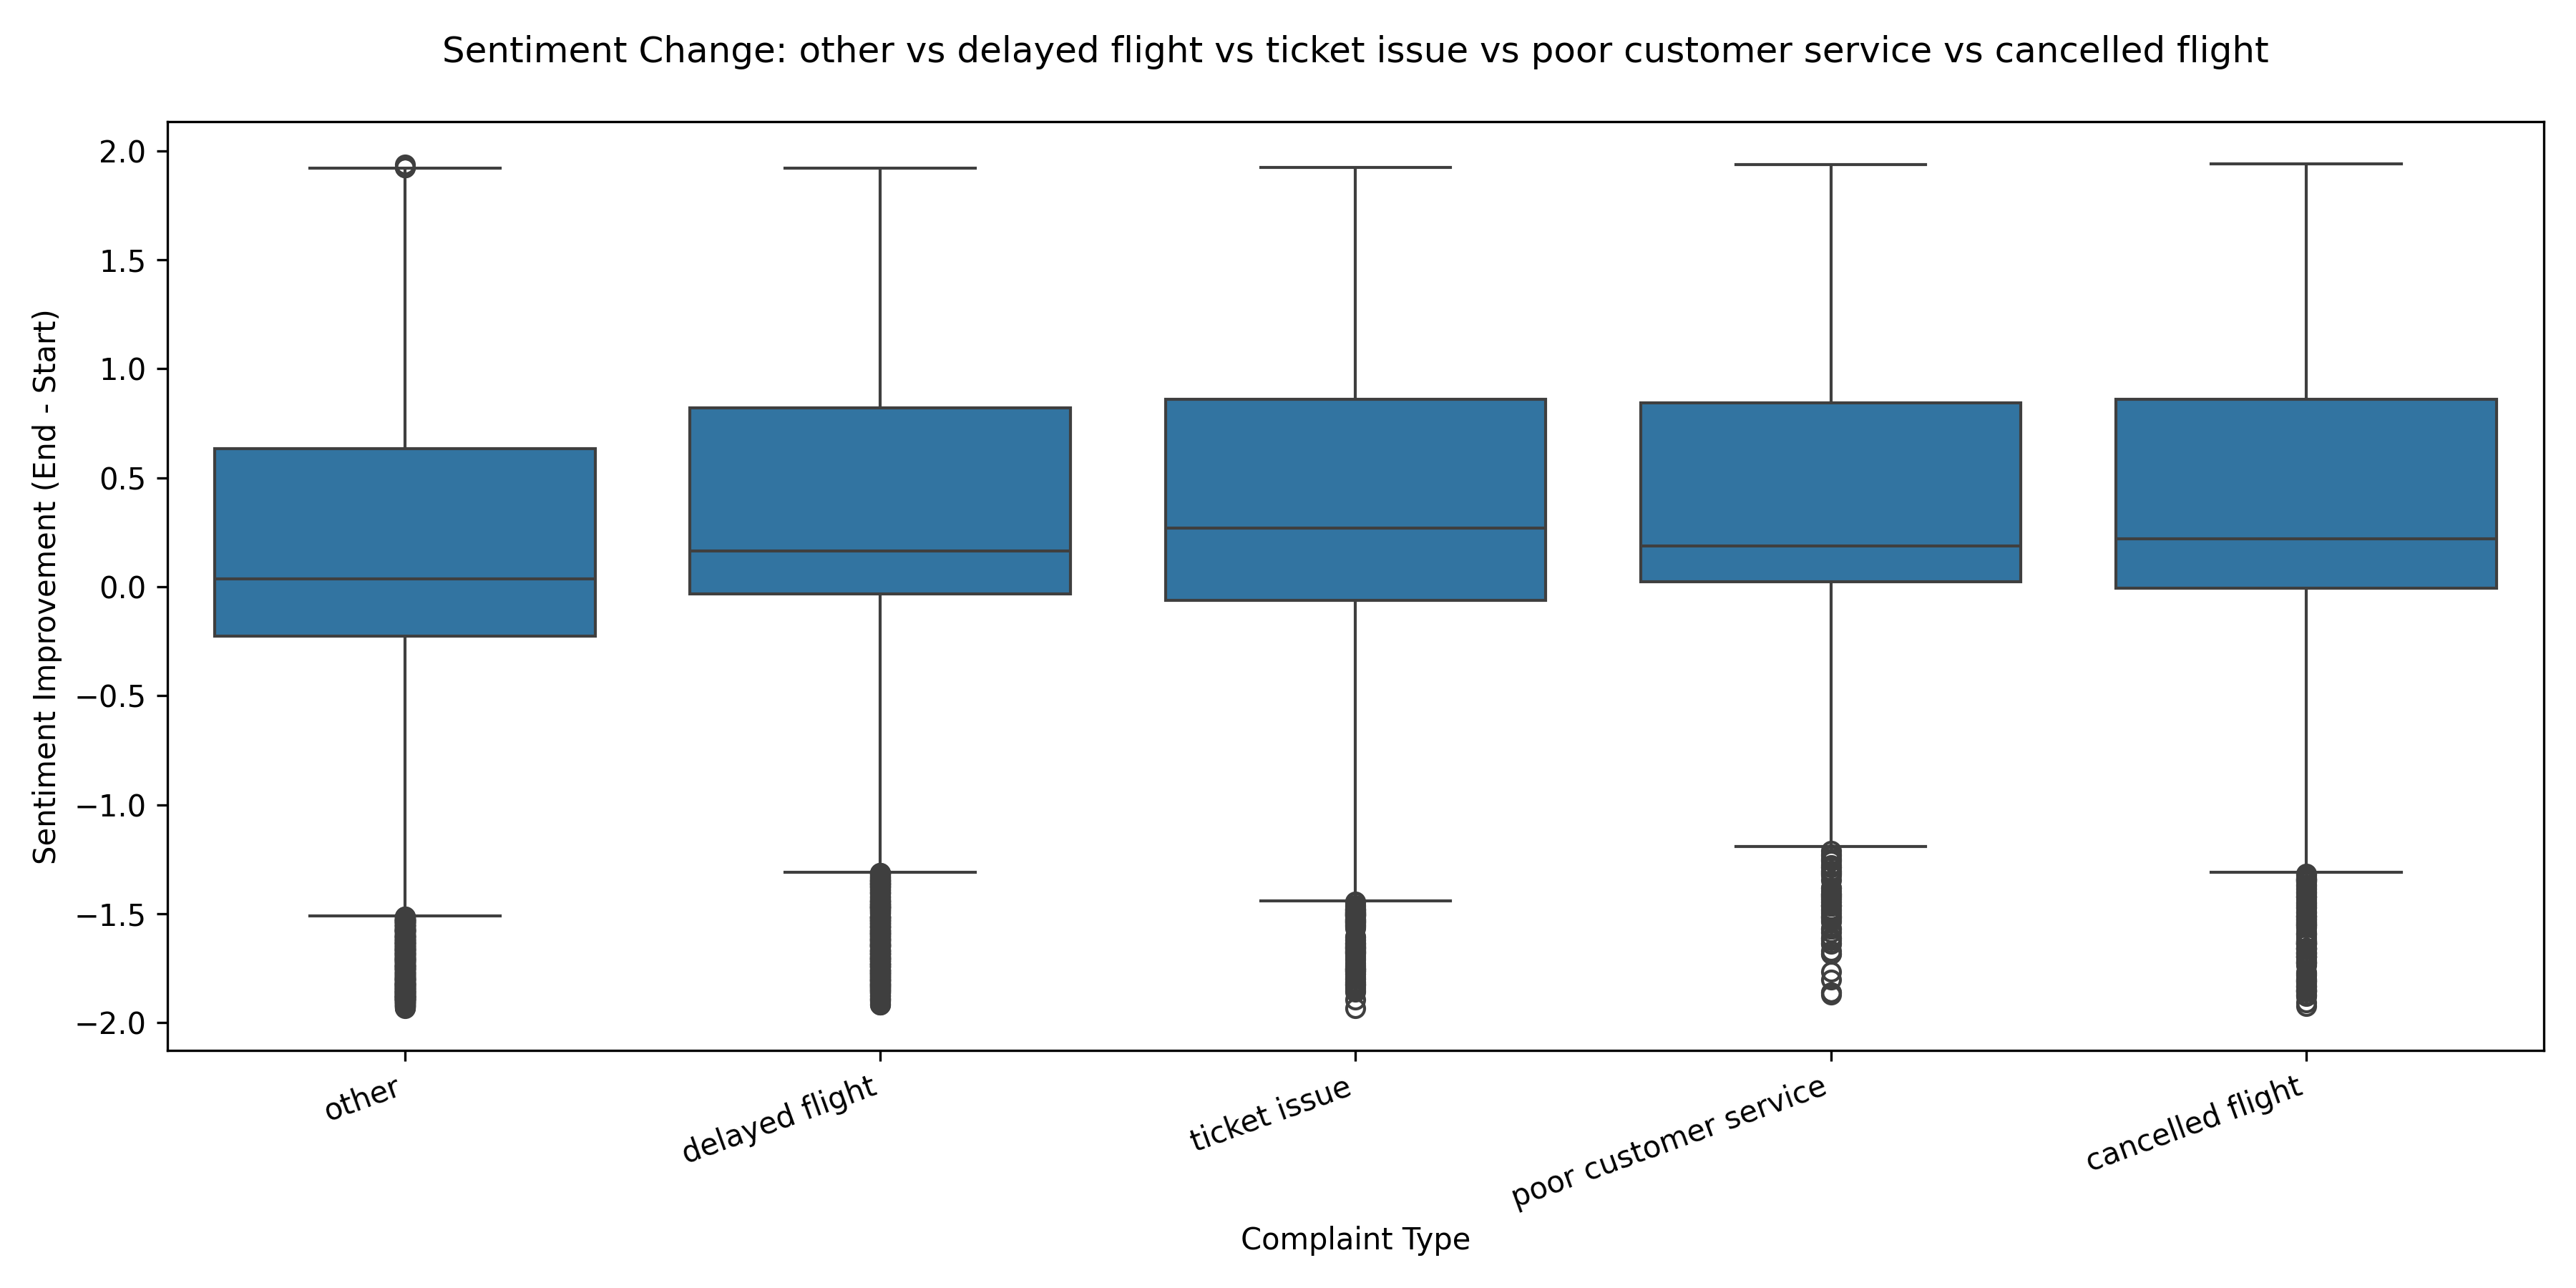 Sentiment Change: other vs delayed flight vs ticket issue vs poor customer service vs cancelled flight
Sentiment Improvement (End - Start)
2.0
1.5
1.0
0.5
0.0
−0.5
−1.0
−1.5
−2.0
other
delayed flight
ticket issue
poor customer service
cancelled flight
Complaint Type